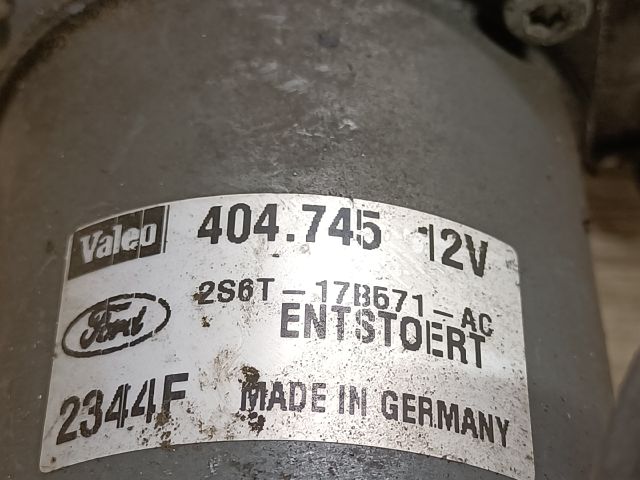 Valeo 404.745 12V
Ford 2S6T-17B571-AC
ENTSTOERT
2344F MADE IN GERMANY